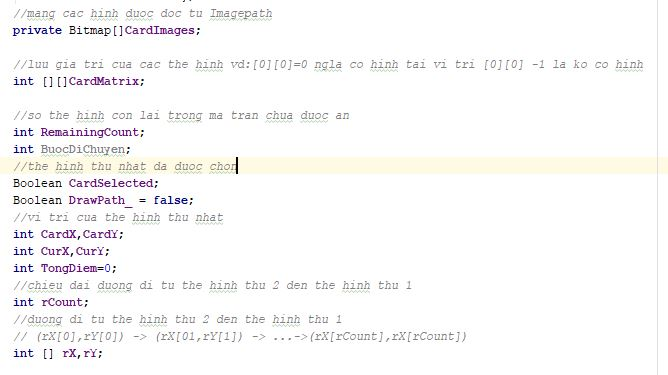 //mang cac hinh duoc doc tu Imagepath
private Bitmap[]CardImages;
//luu gia tri cua cac the hinh vd:[0][0]=0 ngla co hinh tai vi tri [0][0] -1 la ko co hinh
int [][]CardMatrix;
//so the hinh con lai trong ma tran chua duoc an
int RemainingCount;
int BuocDiChuyen;
//the hinh thu nhat da duoc chon
Boolean CardSelected;
Boolean DrawPath_ = false;
//vi tri cua the hinh thu nhat
int CardX,CardY;
int CurX,CurY;
int TongDiem=0;
//chieu dai duong di tu the hinh thu 2 den the hinh thu 1
int rCount;
//duong di tu the hinh thu 2 den the hinh thu 1
// (rX[0],rY[0]) -> (rX[01,rY[1]) -> ...->(rX[rCount],rX[rCount])
int [] rX,rY;